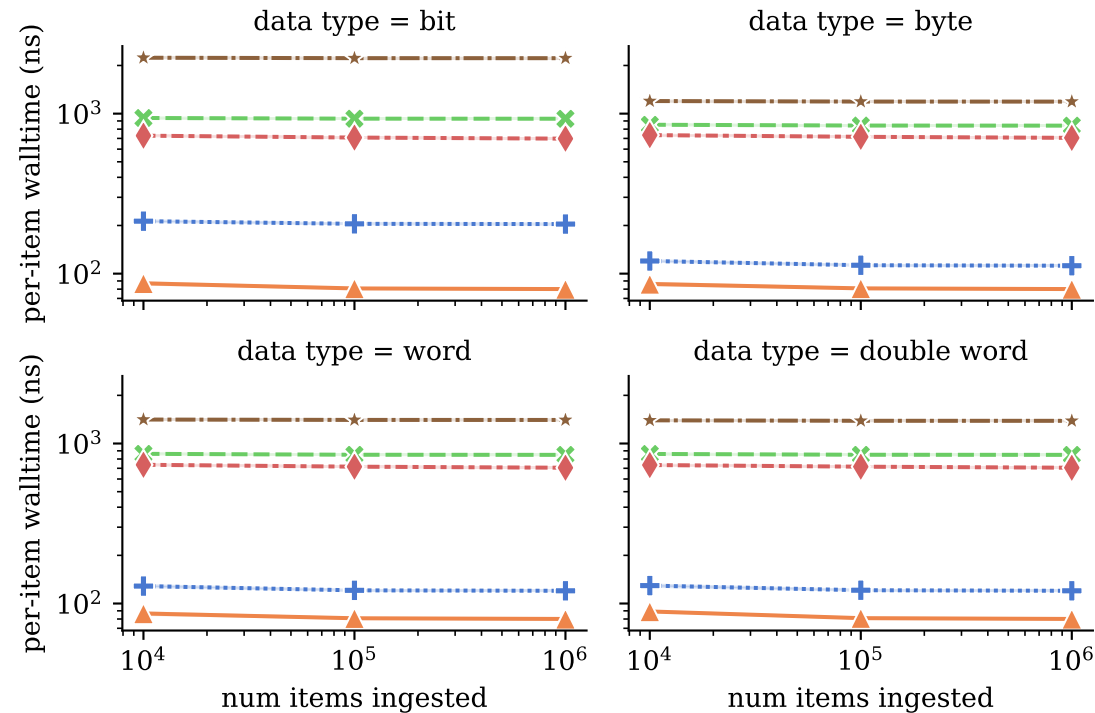 data type = bit
data type = byte
per-item walltime (ns)
10³
10²
data type = word
data type = double word
per-item walltime (ns)
10³
10²
10⁴ 10⁵ 10⁶
10⁴ 10⁵ 10⁶
num items ingested
num items ingested